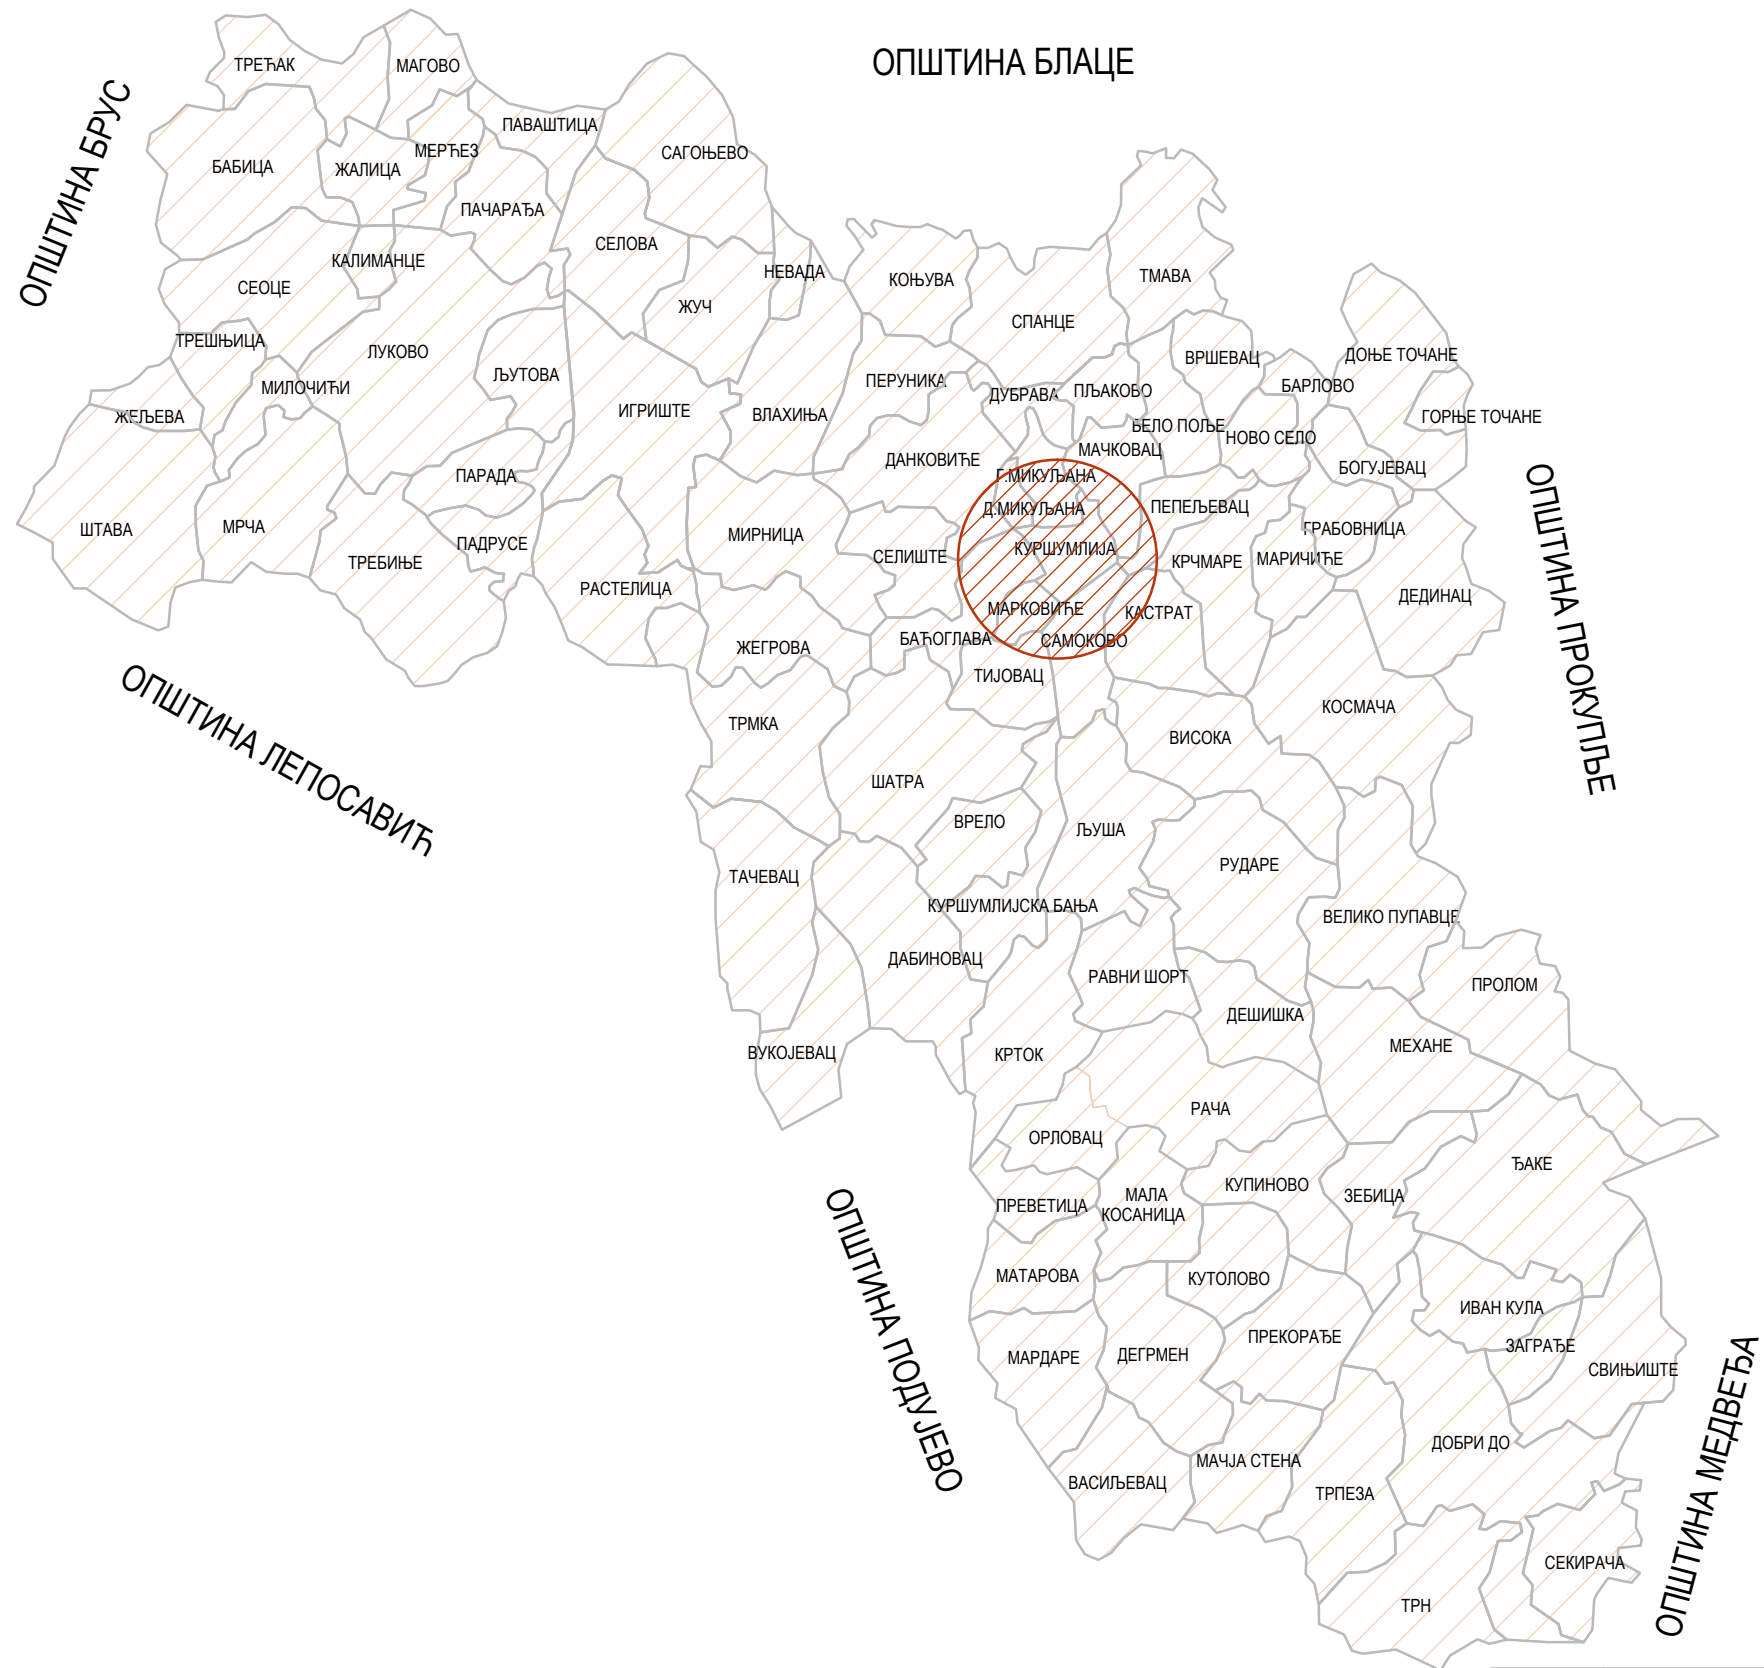 ОПШТИНА БЛАЦЕ
ОПШТИНА БРУС
ТРЕЋАК
МАГОВО
ПАВАШТИЦА
МЕРЋЕЗ
САГОЊЕВО
БАБИЦА
ЖАЛИЦА
ПАЧАРАЂА
СЕЛОВА
КАЛИМАНЦЕ
НЕВАДА
КОЊУВА
ТМАВА
СЕОЦЕ
ЖУЧ
СПАНЦЕ
ТРЕШЊИЦА
ЛУКОВО
ВРШЕВАЦ
ДОЊЕ ТОЧАНЕ
ЉУТОВА
ПЕРУНИКА
МИЛОЧИЋИ
ДУБРАВА
ПЉАКОВО
БАРЛОВО
ЖЕЉЕВА
ИГРИШТЕ
ВЛАХИЊА
ГОРЊЕ ТОЧАНЕ
БЕЛО ПОЉЕ
НОВО СЕЛО
МАЧКОВАЦ
ДАНКОВИЋЕ
БОГУЈЕВАЦ
ПАРАДА
Г.МИКУЉАНА
Д.МИКУЉАНА
ПЕПЕЉЕВАЦ
ШТАВА
МРЧА
МИРНИЦА
ГРАБОВНИЦА
ПАДРУСЕ
КУРШУМЛИЈА
ТРЕБИЊЕ
СЕЛИШТЕ
КРЧМАРЕ
МАРИЧИЋЕ
РАСТЕЛИЦА
ДЕДИНАЦ
МАРКОВИЋЕ
КАСТРАТ
ОПШТИНА ПРОКУПЉЕ
ЖЕГРОВА
БАЋОГЛАВА
САМОКОВО
ТИЈОВАЦ
КОСМАЧА
ОПШТИНА ЛЕПОСАВИЋ
ТРМКА
ВИСОКА
ШАТРА
ВРЕЛО
ЉУША
РУДАРЕ
ТАЧЕВАЦ
КУРШУМЛИЈСКА БАЊА
ВЕЛИКО ПУПАВЦЕ
ДАБИНОВАЦ
РАВНИ ШОРТ
ПРОЛОМ
ДЕШИШКА
ВУКОЈЕВАЦ
КРТОК
МЕХАНЕ
РАЧА
ОРЛОВАЦ
ЂАКЕ
КУПИНОВО
ЗЕБИЦА
ПРЕВЕТИЦА
МАЛА
КОСАНИЦА
МАТАРОВА
КУТОЛОВО
ОПШТИНА ПОДУЈЕВО
ИВАН КУЛА
ПРЕКОРАЂЕ
ЗАГРАЂЕ
МАРДАРЕ
ДЕГРМЕН
СВИЊИШТЕ
ДОБРИ ДО
МАЧЈА СТЕНА
ВАСИЉЕВАЦ
ТРПЕЗА
ОПШТИНА МЕДВЕЂА
СЕКИРАЧА
ТРН